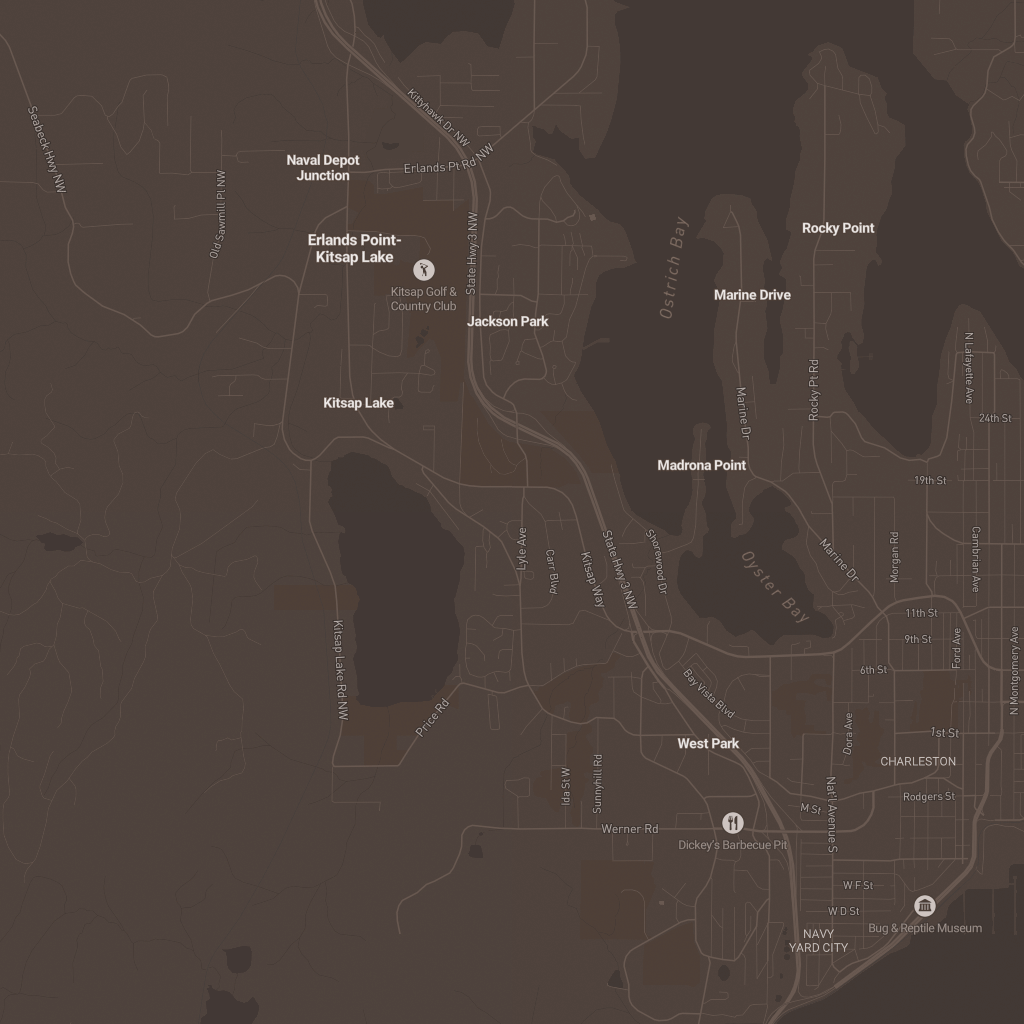 Kittyhawk Dr NW
Seabeck Hwy NW
Naval Depot
Junction
Erlands Pt Rd NW
Old Sawmill Pl NW
State Hwy 3 NW
Ostrich Bay
Rocky Point
Erlands Point-
Kitsap Lake
Kitsap Golf &
Country Club
Marine Drive
Jackson Park
N Lafayette Ave
Rocky Pt Rd
Kitsap Lake
Marine Dr
24th St
Madrona Point
19th St
Lyle Ave
Carr Blvd
Kitsap Way
State Hwy 3 NW
Shorewood Dr
Oyster Bay
Marine Dr
Morgan Rd
Cambrian Ave
11th St
9th St
Ford Ave
6th St
N Montgomery Ave
Kitsap Lake Rd NW
Price Rd
Bay Vista Blvd
1st St
Dora Ave
West Park
CHARLESTON
Ida St W
Sunnyhill Rd
Nat'l Avenue S
Rodgers St
M St
Werner Rd
Dickey's Barbecue Pit
W F St
W D St
Bug & Reptile Museum
NAVY
YARD CITY